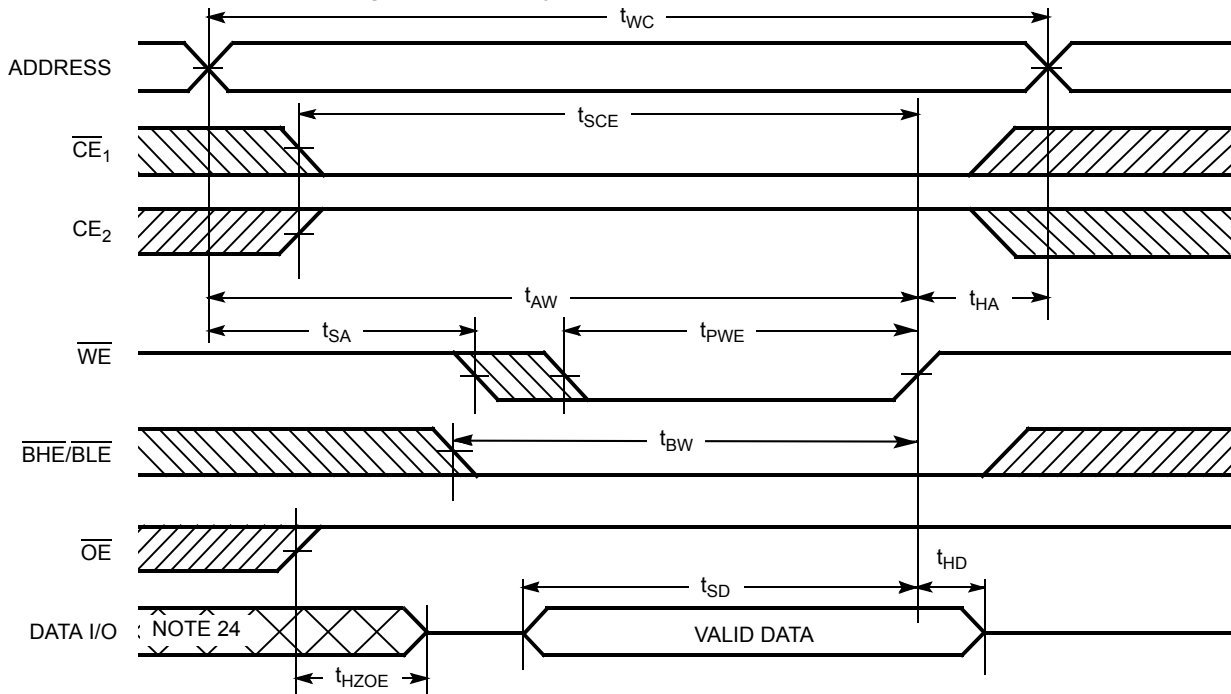 tWC
ADDRESS
tSCE
CE1
CE2
tAW
tHA
tSA
tPWE
WE
tBW
BHE/BLE
OE
tHD
tSD
DATA I/O
NOTE 24
VALID DATA
tHZOE